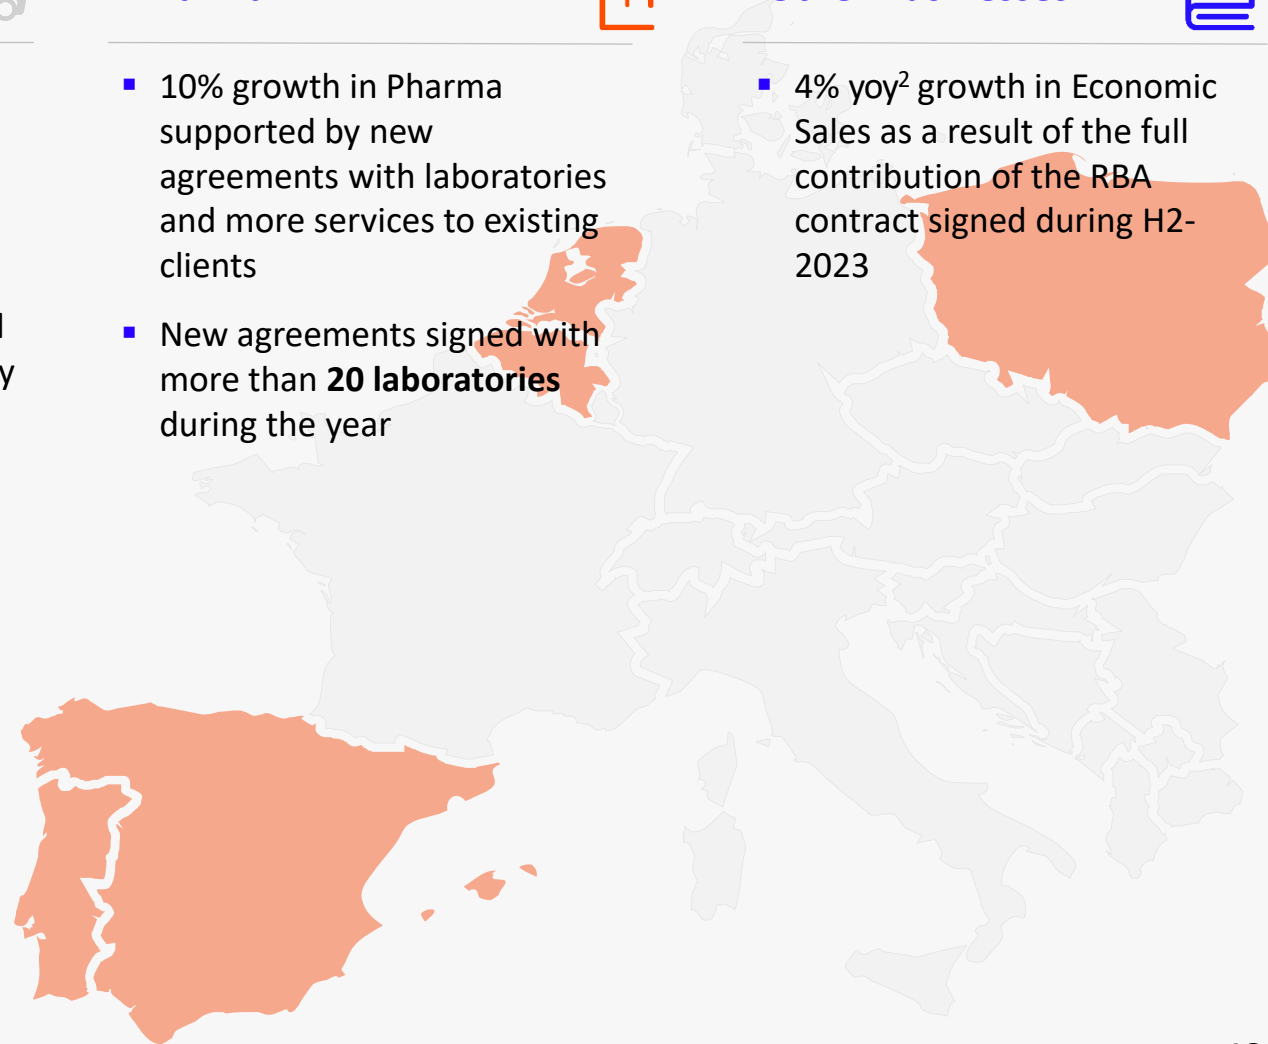 10% growth in Pharma
supported by new
agreements with laboratories
and more services to existing
clients
New agreements signed with
more than 20 laboratories
during the year
4% yoy² growth in Economic
Sales as a result of the full
contribution of the RBA
contract signed during H2-
2023